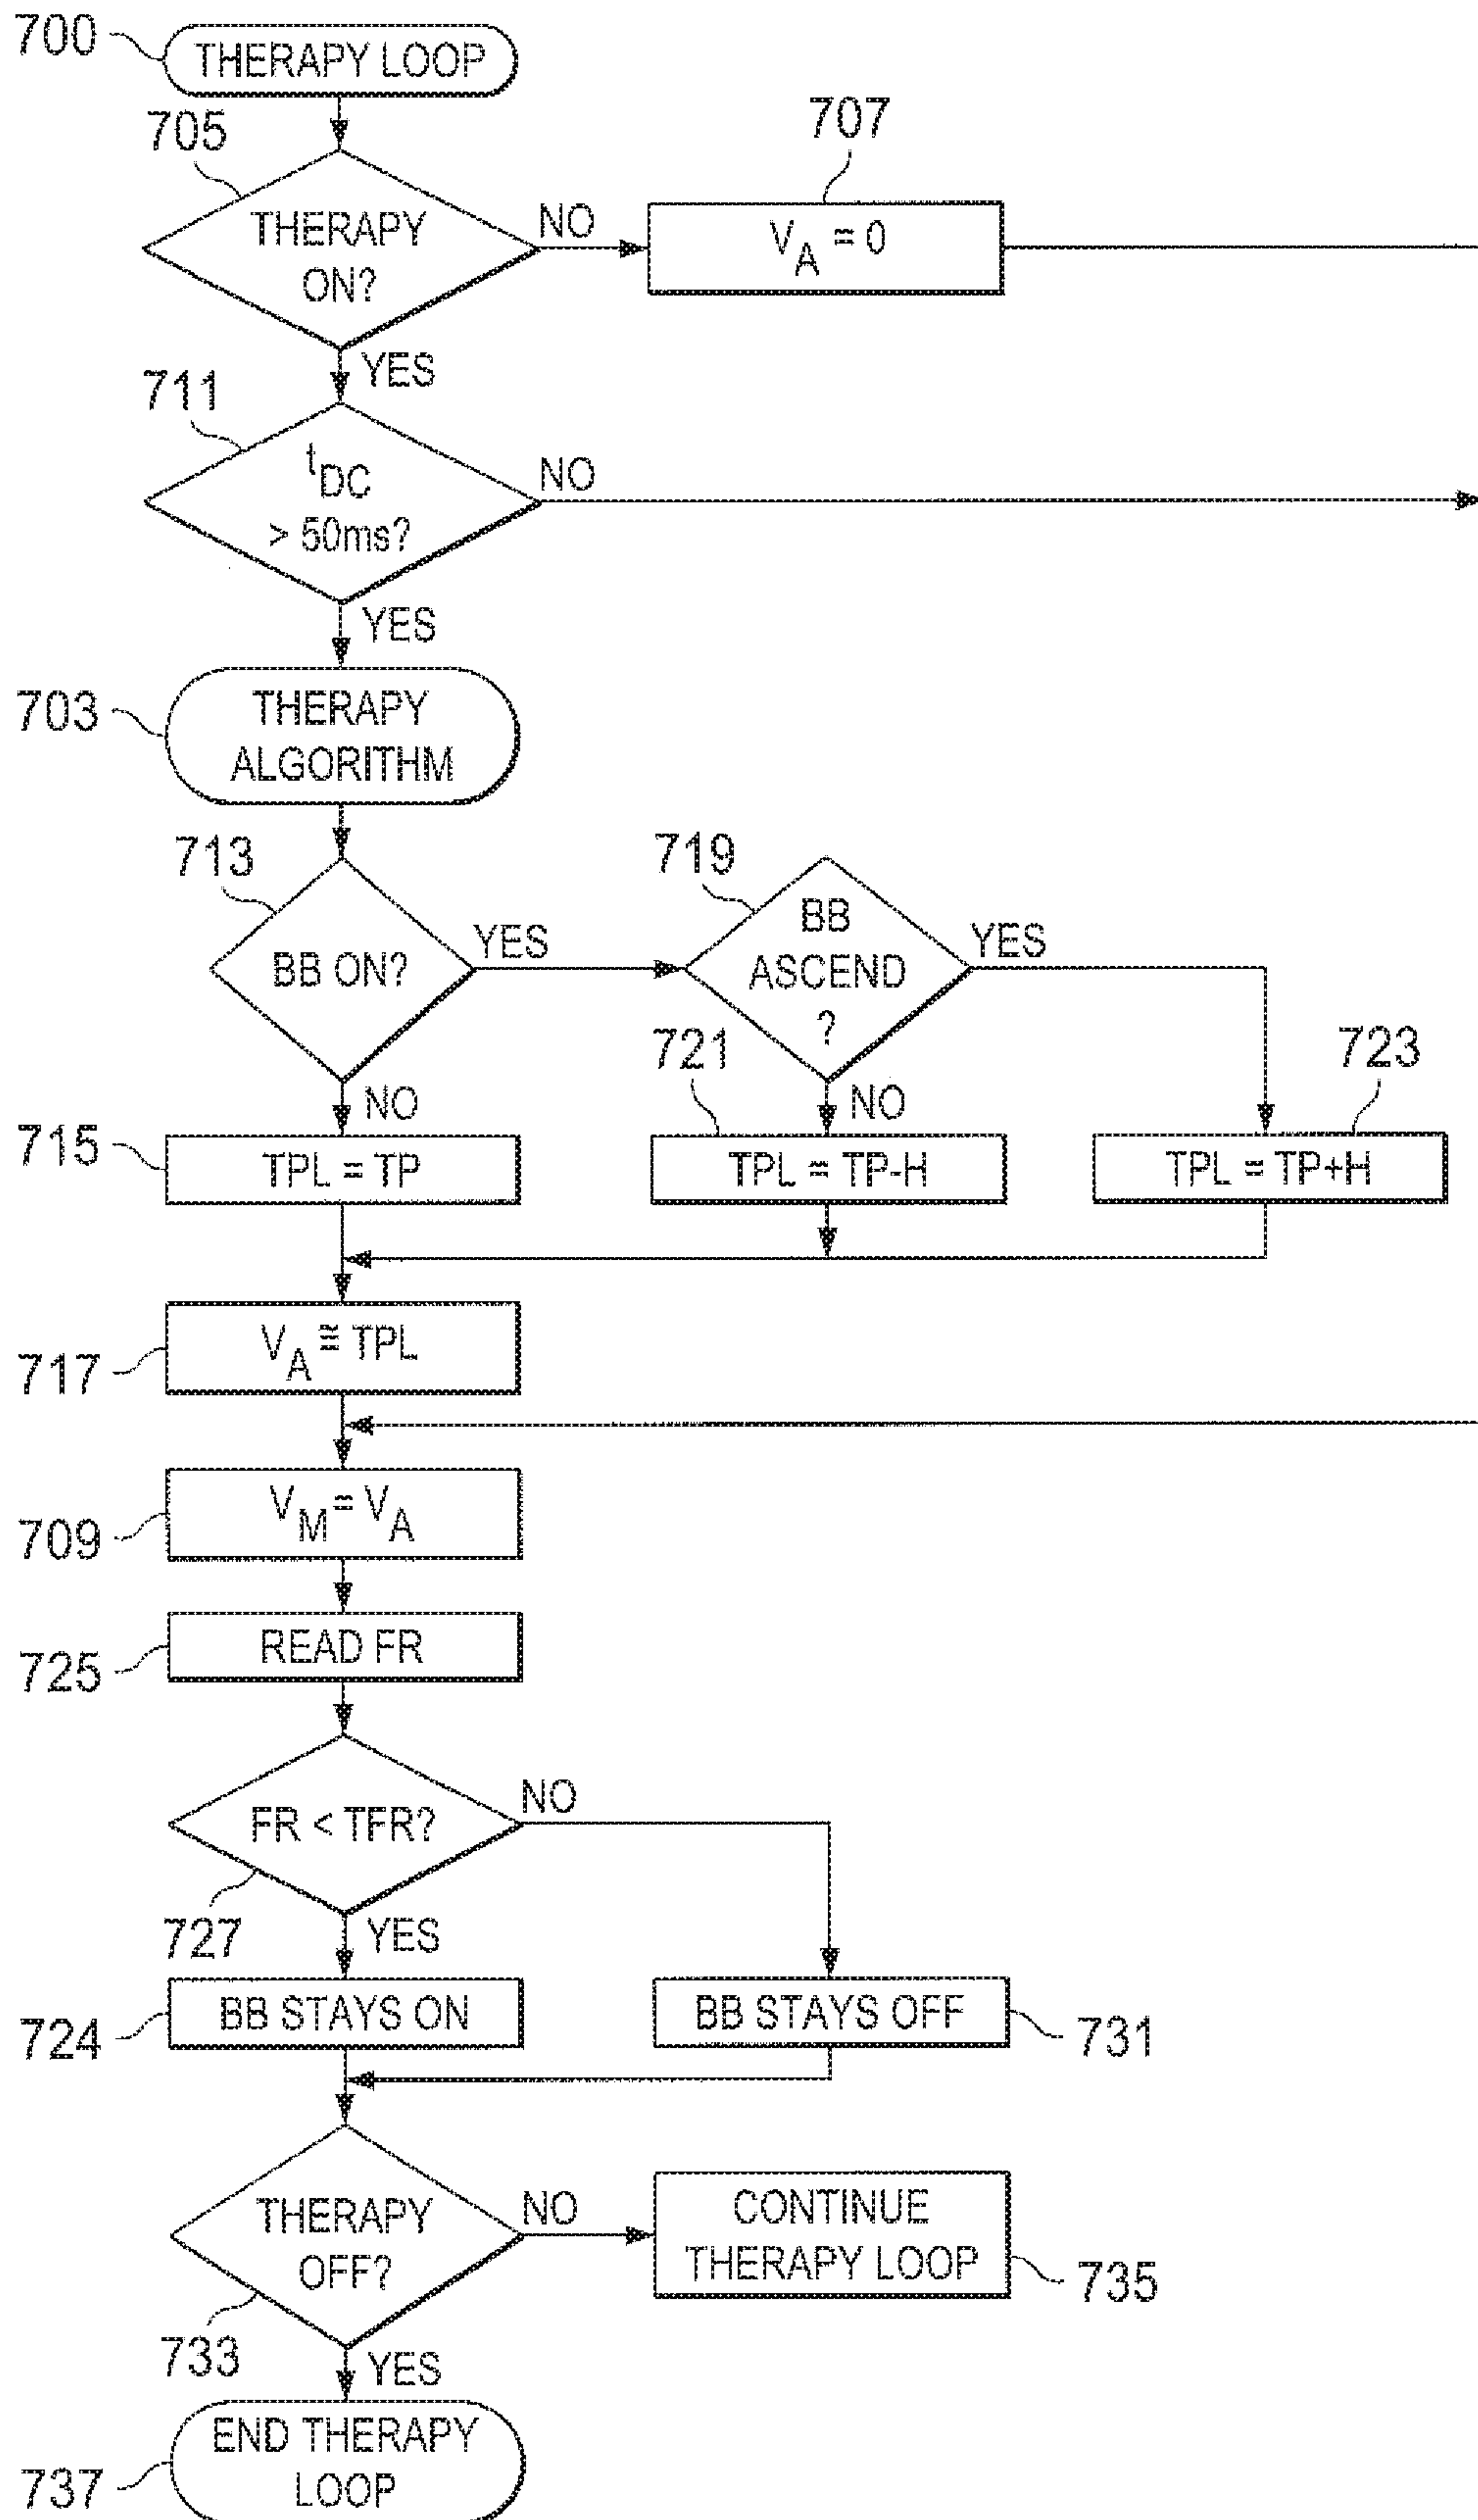 700
THERAPY LOOP
705
THERAPY
ON?
NO
707
V_A = 0
YES
711
t_DC
> 50ms?
NO
YES
703
THERAPY
ALGORITHM
713
BB ON?
YES
719
BB
ASCEND
?
YES
NO
721
NO
723
715
TPL = TP
TPL = TP-H
TPL = TP+H
717
V_A ≅ TPL
709
V_M = V_A
725
READ FR
727
FR < TFR?
NO
YES
724
BB STAYS ON
BB STAYS OFF
731
733
THERAPY
OFF?
NO
CONTINUE
THERAPY LOOP
735
YES
737
END THERAPY
LOOP